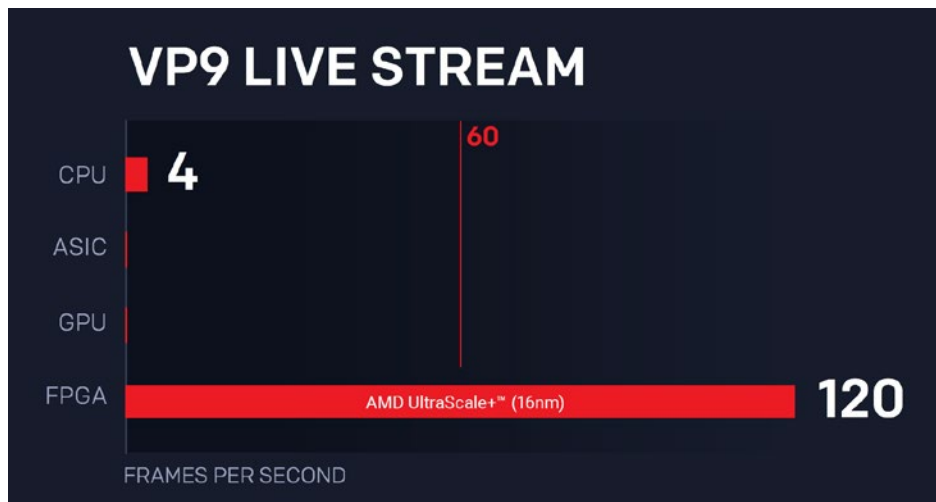 VP9 LIVE STREAM
60
CPU 4
ASIC
GPU
FPGA AMD UltraScale+™ (16nm) 120
FRAMES PER SECOND